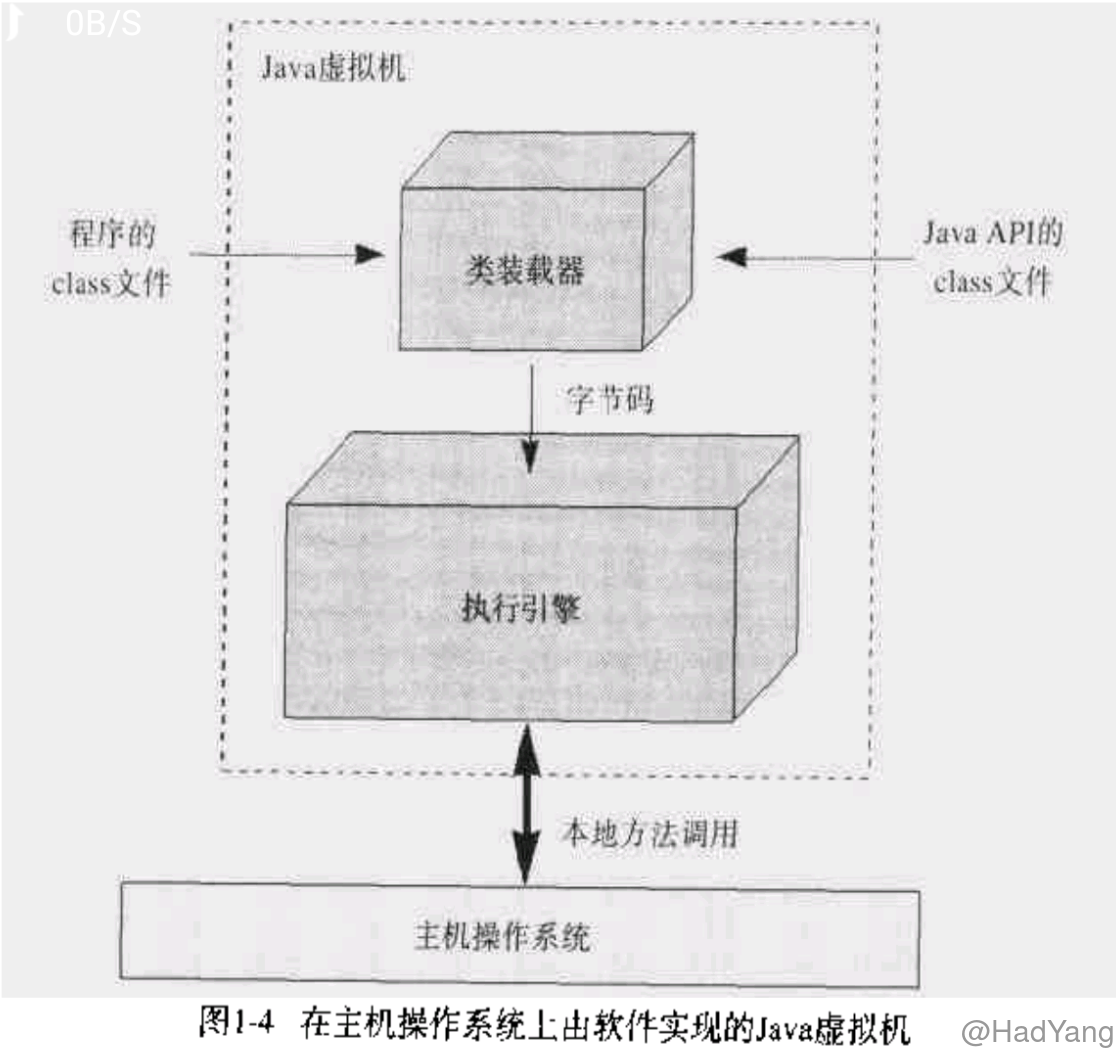 0B/S
Java虚拟机
程序的
class文件
类装载器
Java API的
class文件
字节码
执行引擎
本地方法调用
主机操作系统
图1-4 在主机操作系统上出软件实现的Java虚拟机
@HadYang